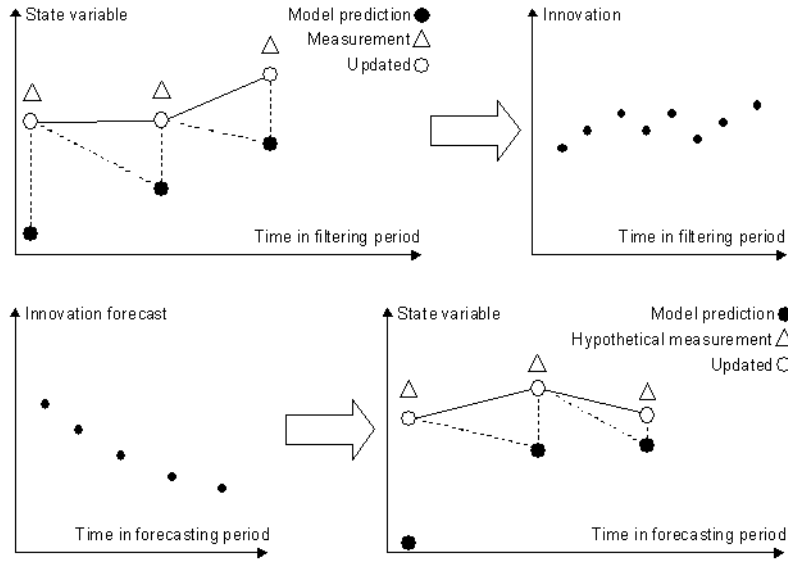 State variable
Model prediction
Measurement
Updated
Time in filtering period
Innovation
Time in filtering period
Innovation forecast
Time in forecasting period
State variable
Model prediction
Hypothetical measurement
Updated
Time in forecasting period